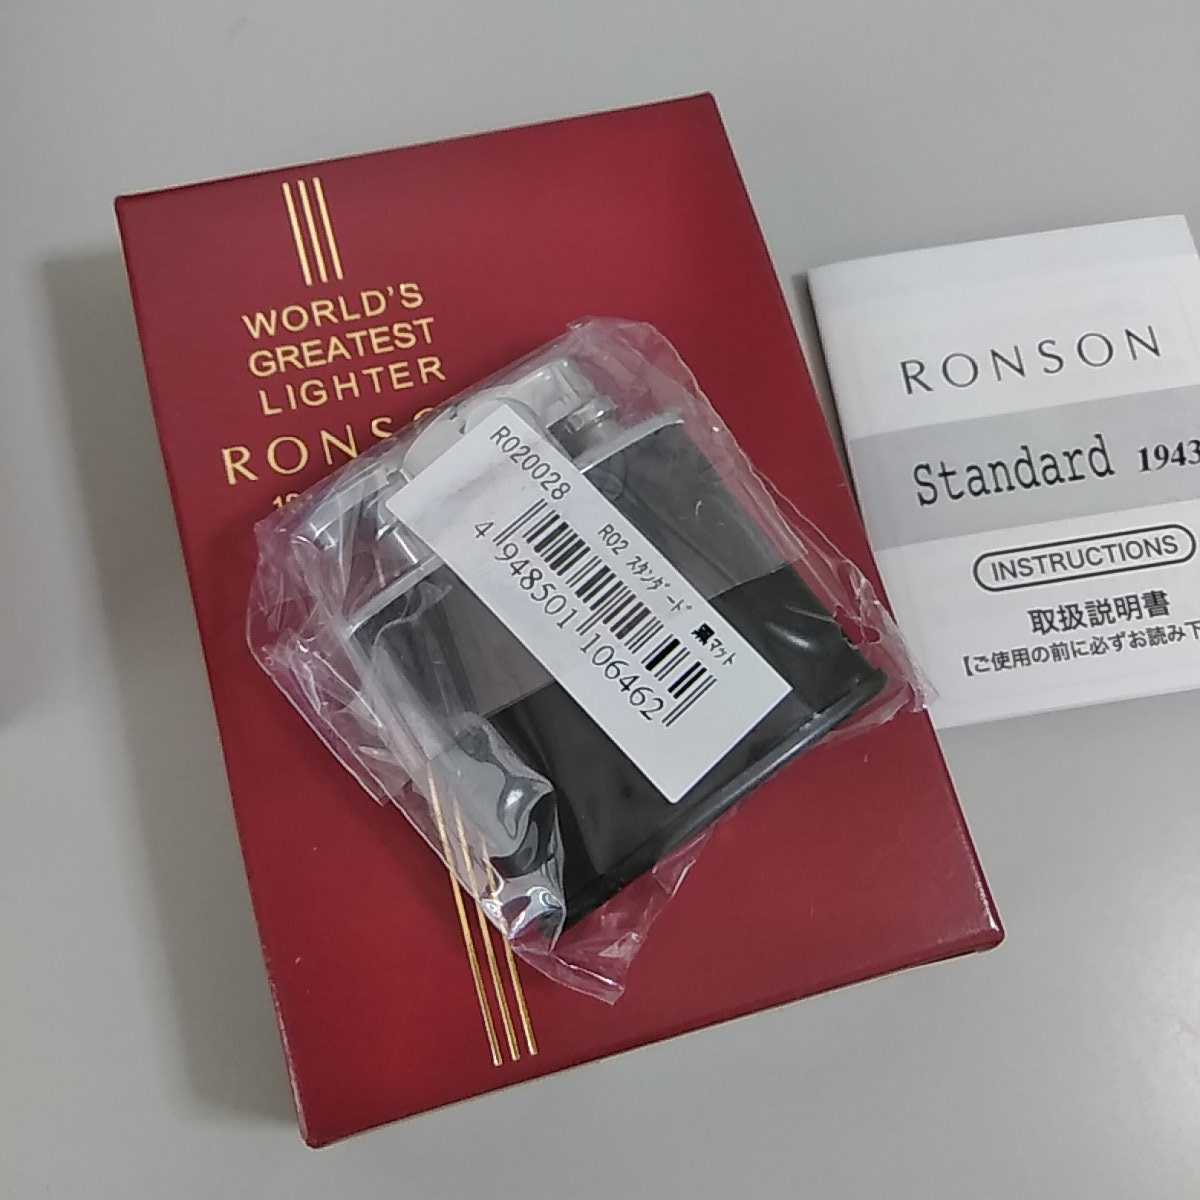 WORLD'S
GREATEST
LIGHTER
R020028
R02 ｽﾀﾝﾀﾞｰﾄﾞ 黒マット
4 948501 106462
RONSON
Standard 1943
INSTRUCTIONS
取扱説明書
【ご使用の前に必ずお読み下